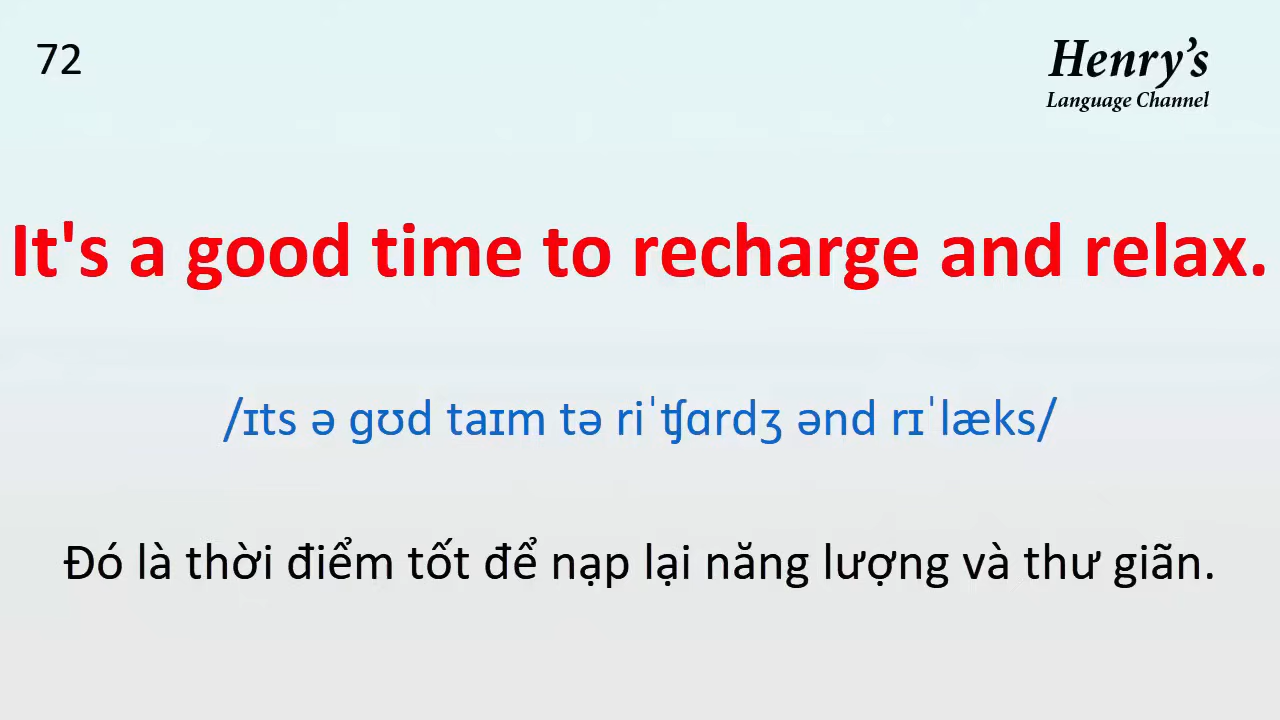 72
Henry’s
Language Channel
It's a good time to recharge and relax.
/ɪts ə gʊd taɪm tə riˈʧɑrdʒ ənd rɪˈlæks/
Đó là thời điểm tốt để nạp lại năng lượng và thư giãn.